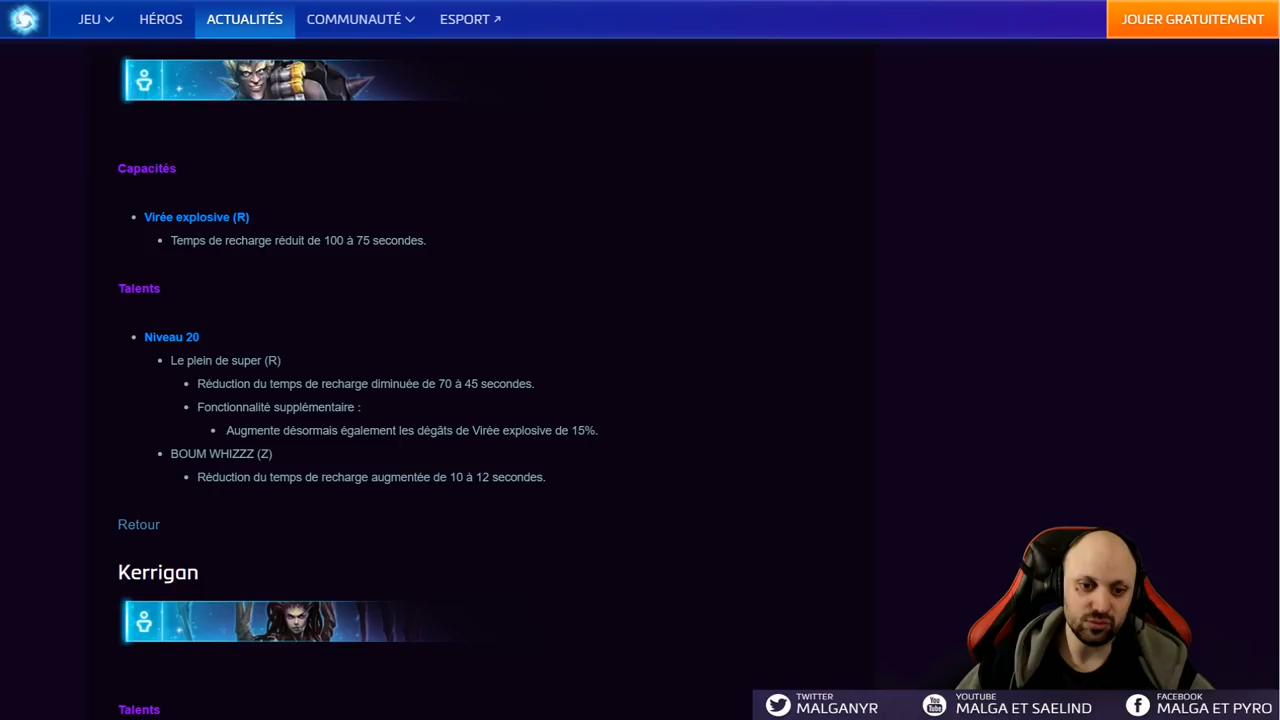 JEU
HÉROS
ACTUALITÉS
COMMUNAUTÉ
ESPORT
JOUER GRATUITEMENT
Capacités
Virée explosive (R)
Temps de recharge réduit de 100 à 75 secondes.
Talents
Niveau 20
Le plein de super (R)
Réduction du temps de recharge diminuée de 70 à 45 secondes.
Fonctionnalité supplémentaire :
Augmente désormais également les dégâts de Virée explosive de 15%.
BOUM WHIZZZ (Z)
Réduction du temps de recharge augmentée de 10 à 12 secondes.
Retour
Kerrigan
Talents
TWITTER
MALGANYR
You Tube
YOUTUBE
MALGA ET SAELIND
FACEBOOK
MALGA ET PYRO